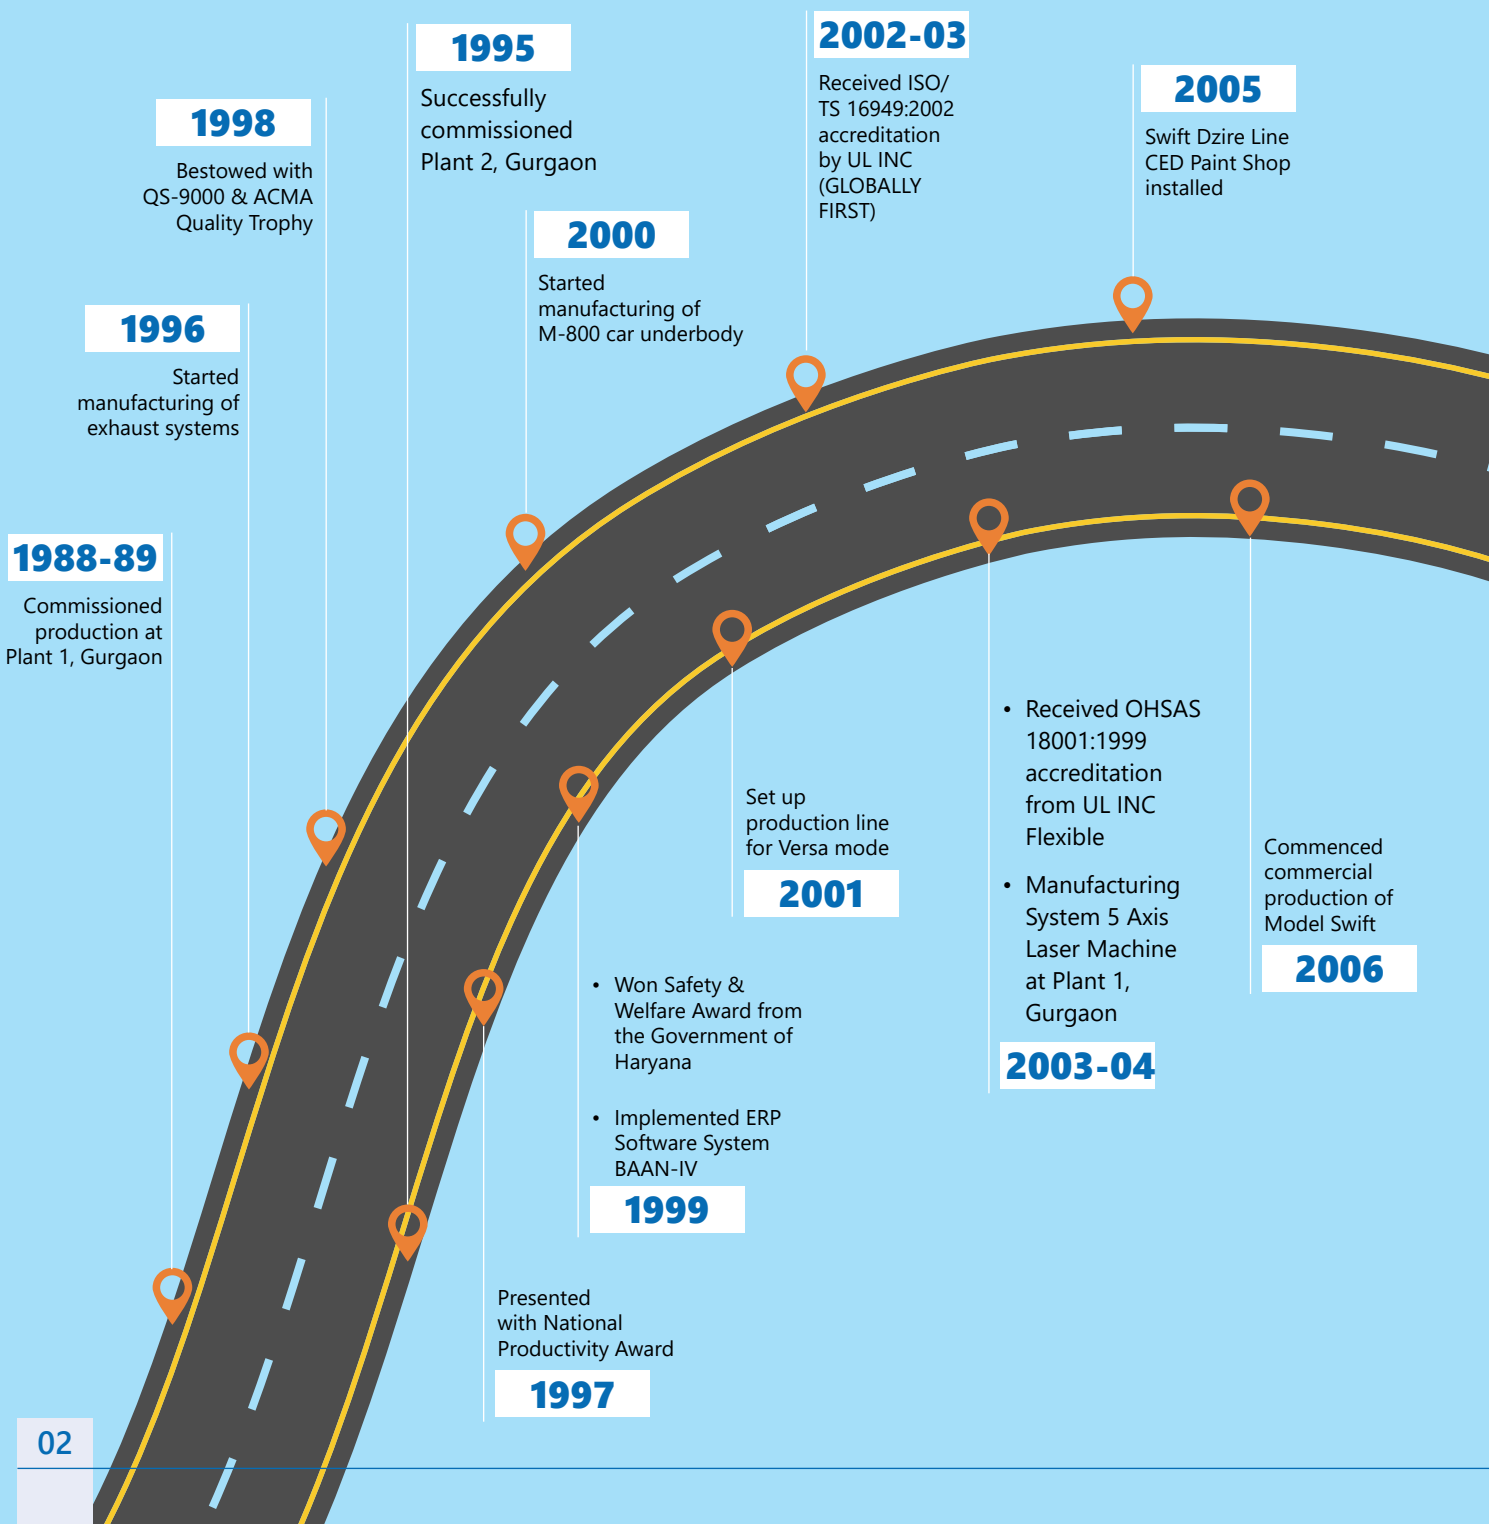 1995
Successfully
commissioned
Plant 2, Gurgaon
2002-03
Received ISO/
TS 16949:2002
accreditation
by UL INC
(GLOBALLY
FIRST)
2005
Swift Dzire Line
CED Paint Shop
installed
1998
Bestowed with
QS-9000 & ACMA
Quality Trophy
2000
Started
manufacturing of
M-800 car underbody
1996
Started
manufacturing of
exhaust systems
1988-89
Commissioned
production at
Plant 1, Gurgaon
Set up
production line
for Versa mode
2001
• Received OHSAS
18001:1999
accreditation
from UL INC
Flexible
• Manufacturing
System 5 Axis
Laser Machine
at Plant 1,
Gurgaon
2003-04
Commenced
commercial
production of
Model Swift
2006
• Won Safety &
Welfare Award from
the Government of
Haryana
• Implemented ERP
Software System
BAAN-IV
1999
Presented
with National
Productivity Award
1997
02